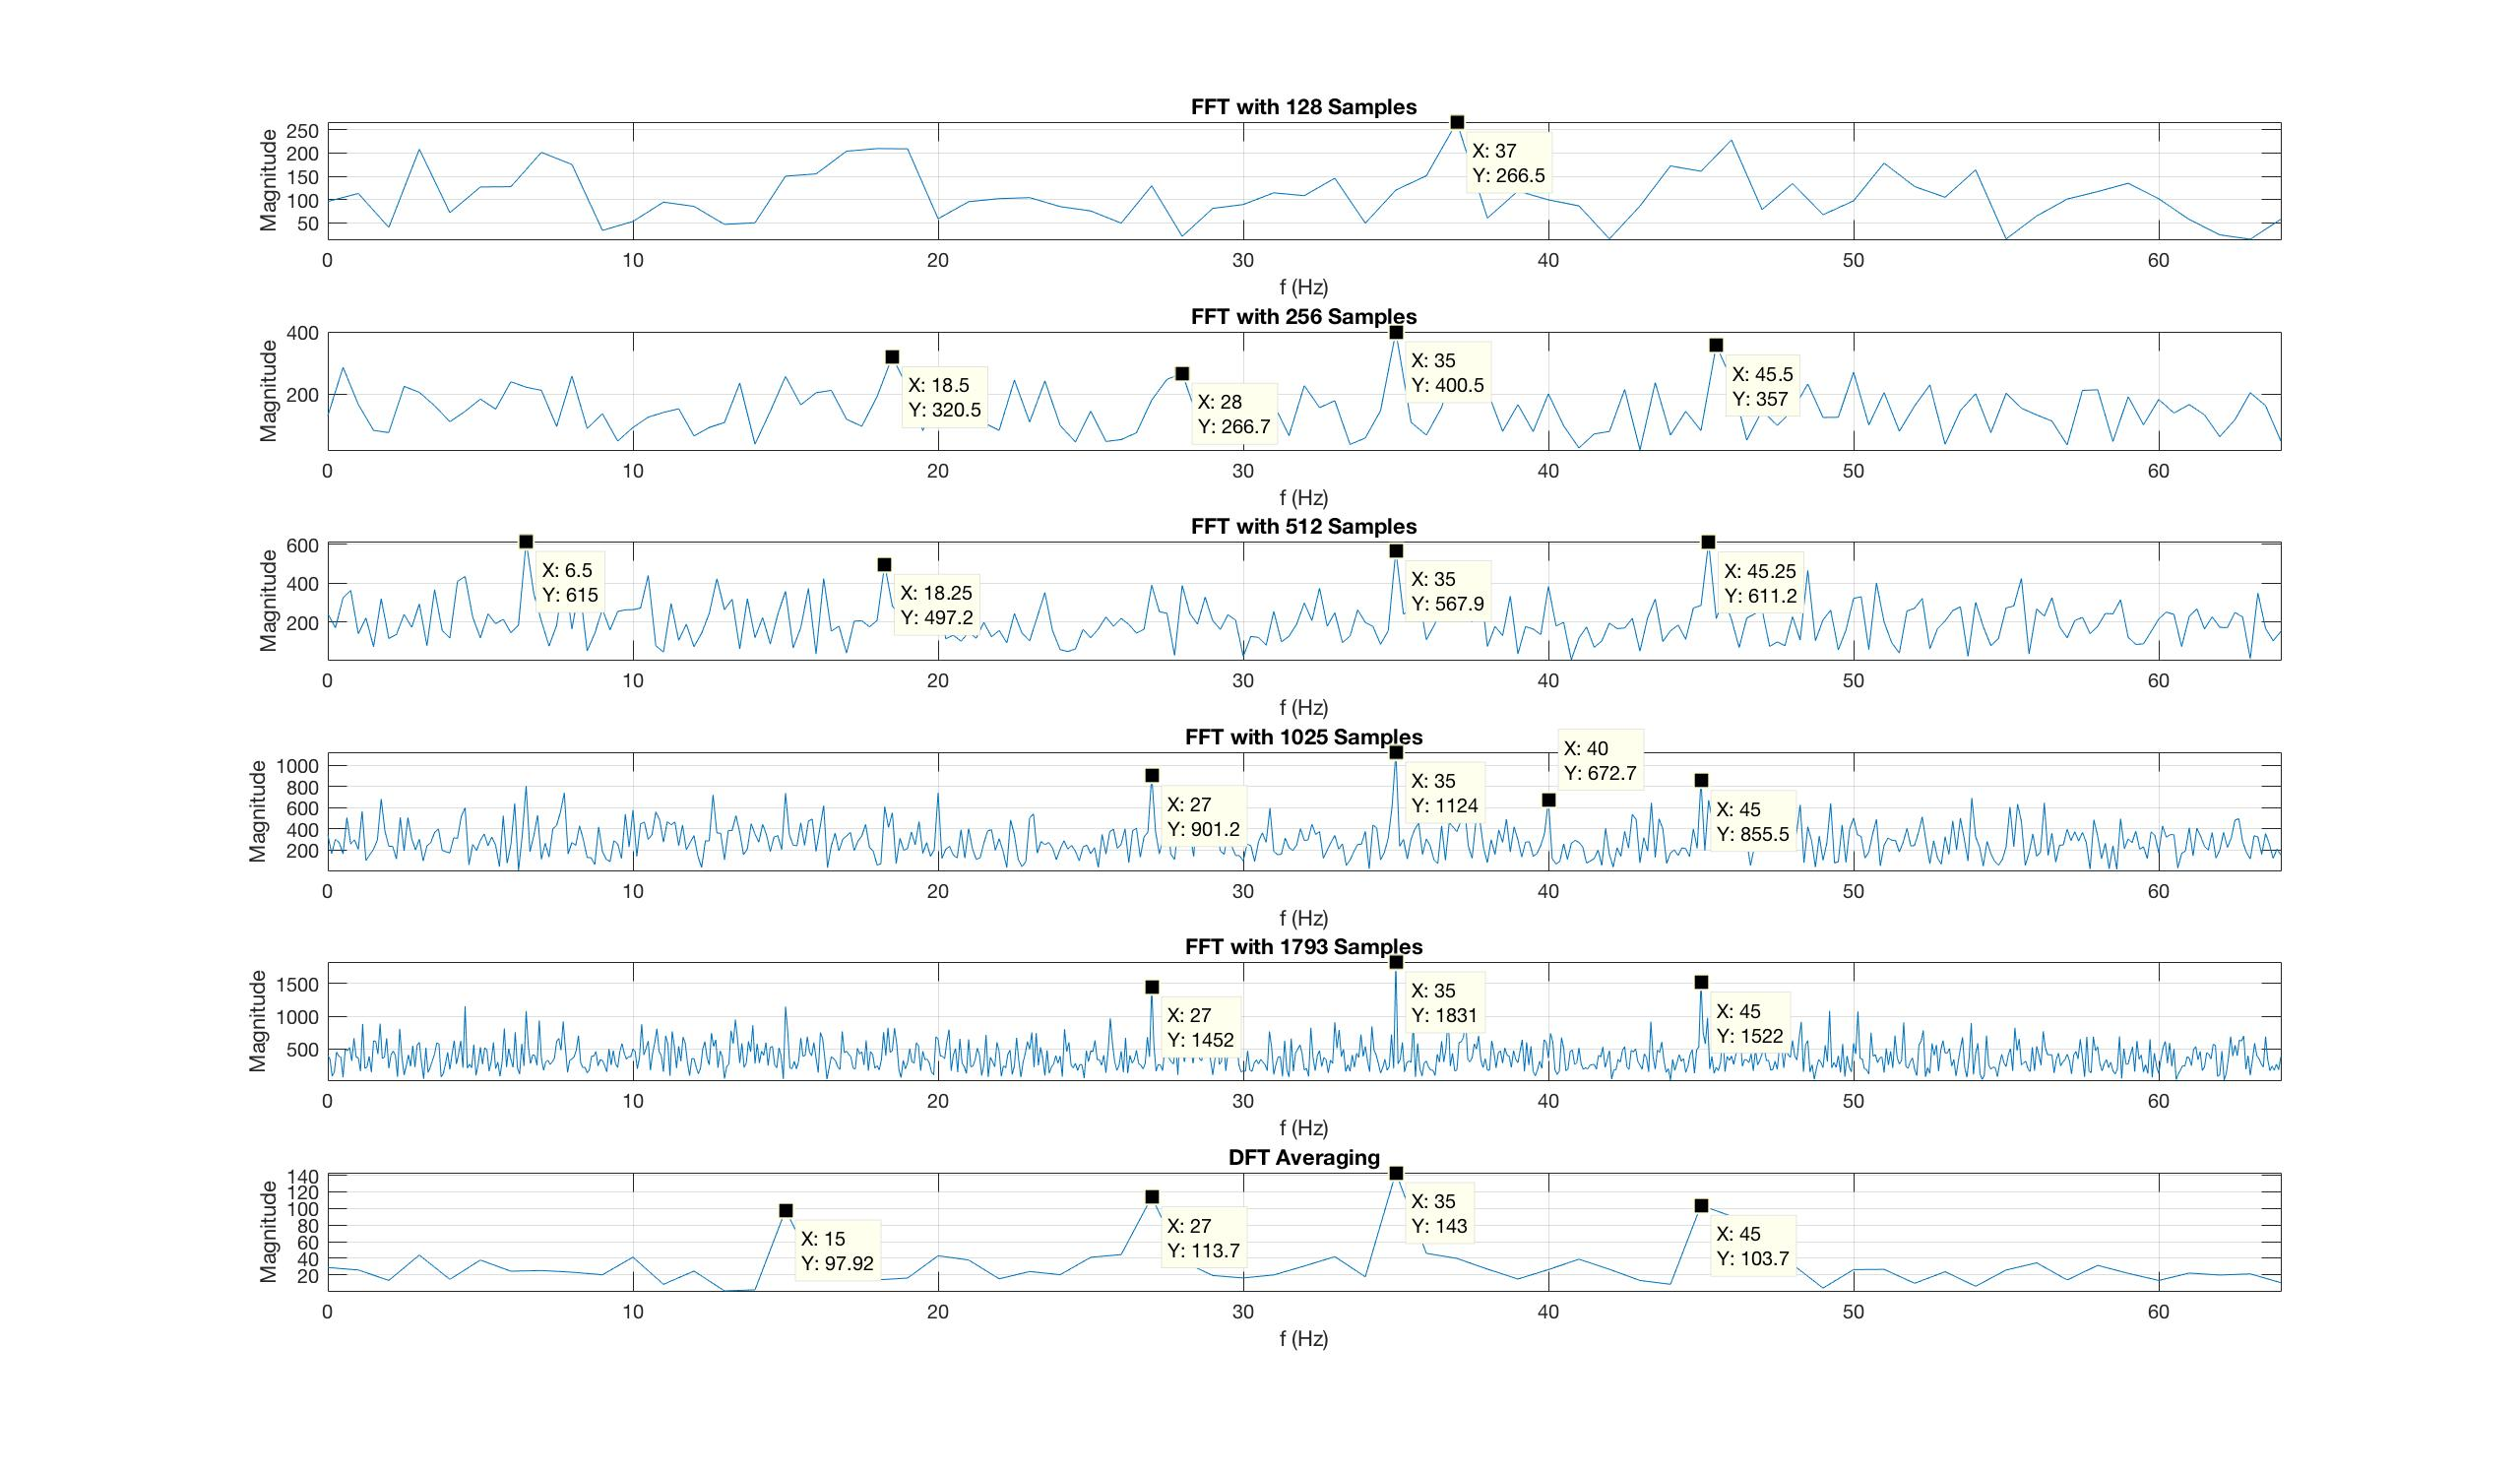 FFT with 128 Samples
Magnitude
250
200
150
100
50
X: 37
Y: 266.5
0 10 20 30 40 50 60
f (Hz)
FFT with 256 Samples
Magnitude
400
200
X: 18.5
Y: 320.5
X: 28
Y: 266.7
X: 35
Y: 400.5
X: 45.5
Y: 357
0 10 20 30 40 50 60
f (Hz)
FFT with 512 Samples
Magnitude
600
400
200
X: 6.5
Y: 615
X: 18.25
Y: 497.2
X: 35
Y: 567.9
X: 45.25
Y: 611.2
0 10 20 30 40 50 60
f (Hz)
FFT with 1025 Samples
Magnitude
1000
800
600
400
200
X: 27
Y: 901.2
X: 35
Y: 1124
X: 40
Y: 672.7
X: 45
Y: 855.5
0 10 20 30 40 50 60
f (Hz)
FFT with 1793 Samples
Magnitude
1500
1000
500
X: 27
Y: 1452
X: 35
Y: 1831
X: 45
Y: 1522
0 10 20 30 40 50 60
f (Hz)
DFT Averaging
Magnitude
140
120
100
80
60
40
20
X: 15
Y: 97.92
X: 27
Y: 113.7
X: 35
Y: 143
X: 45
Y: 103.7
0 10 20 30 40 50 60
f (Hz)